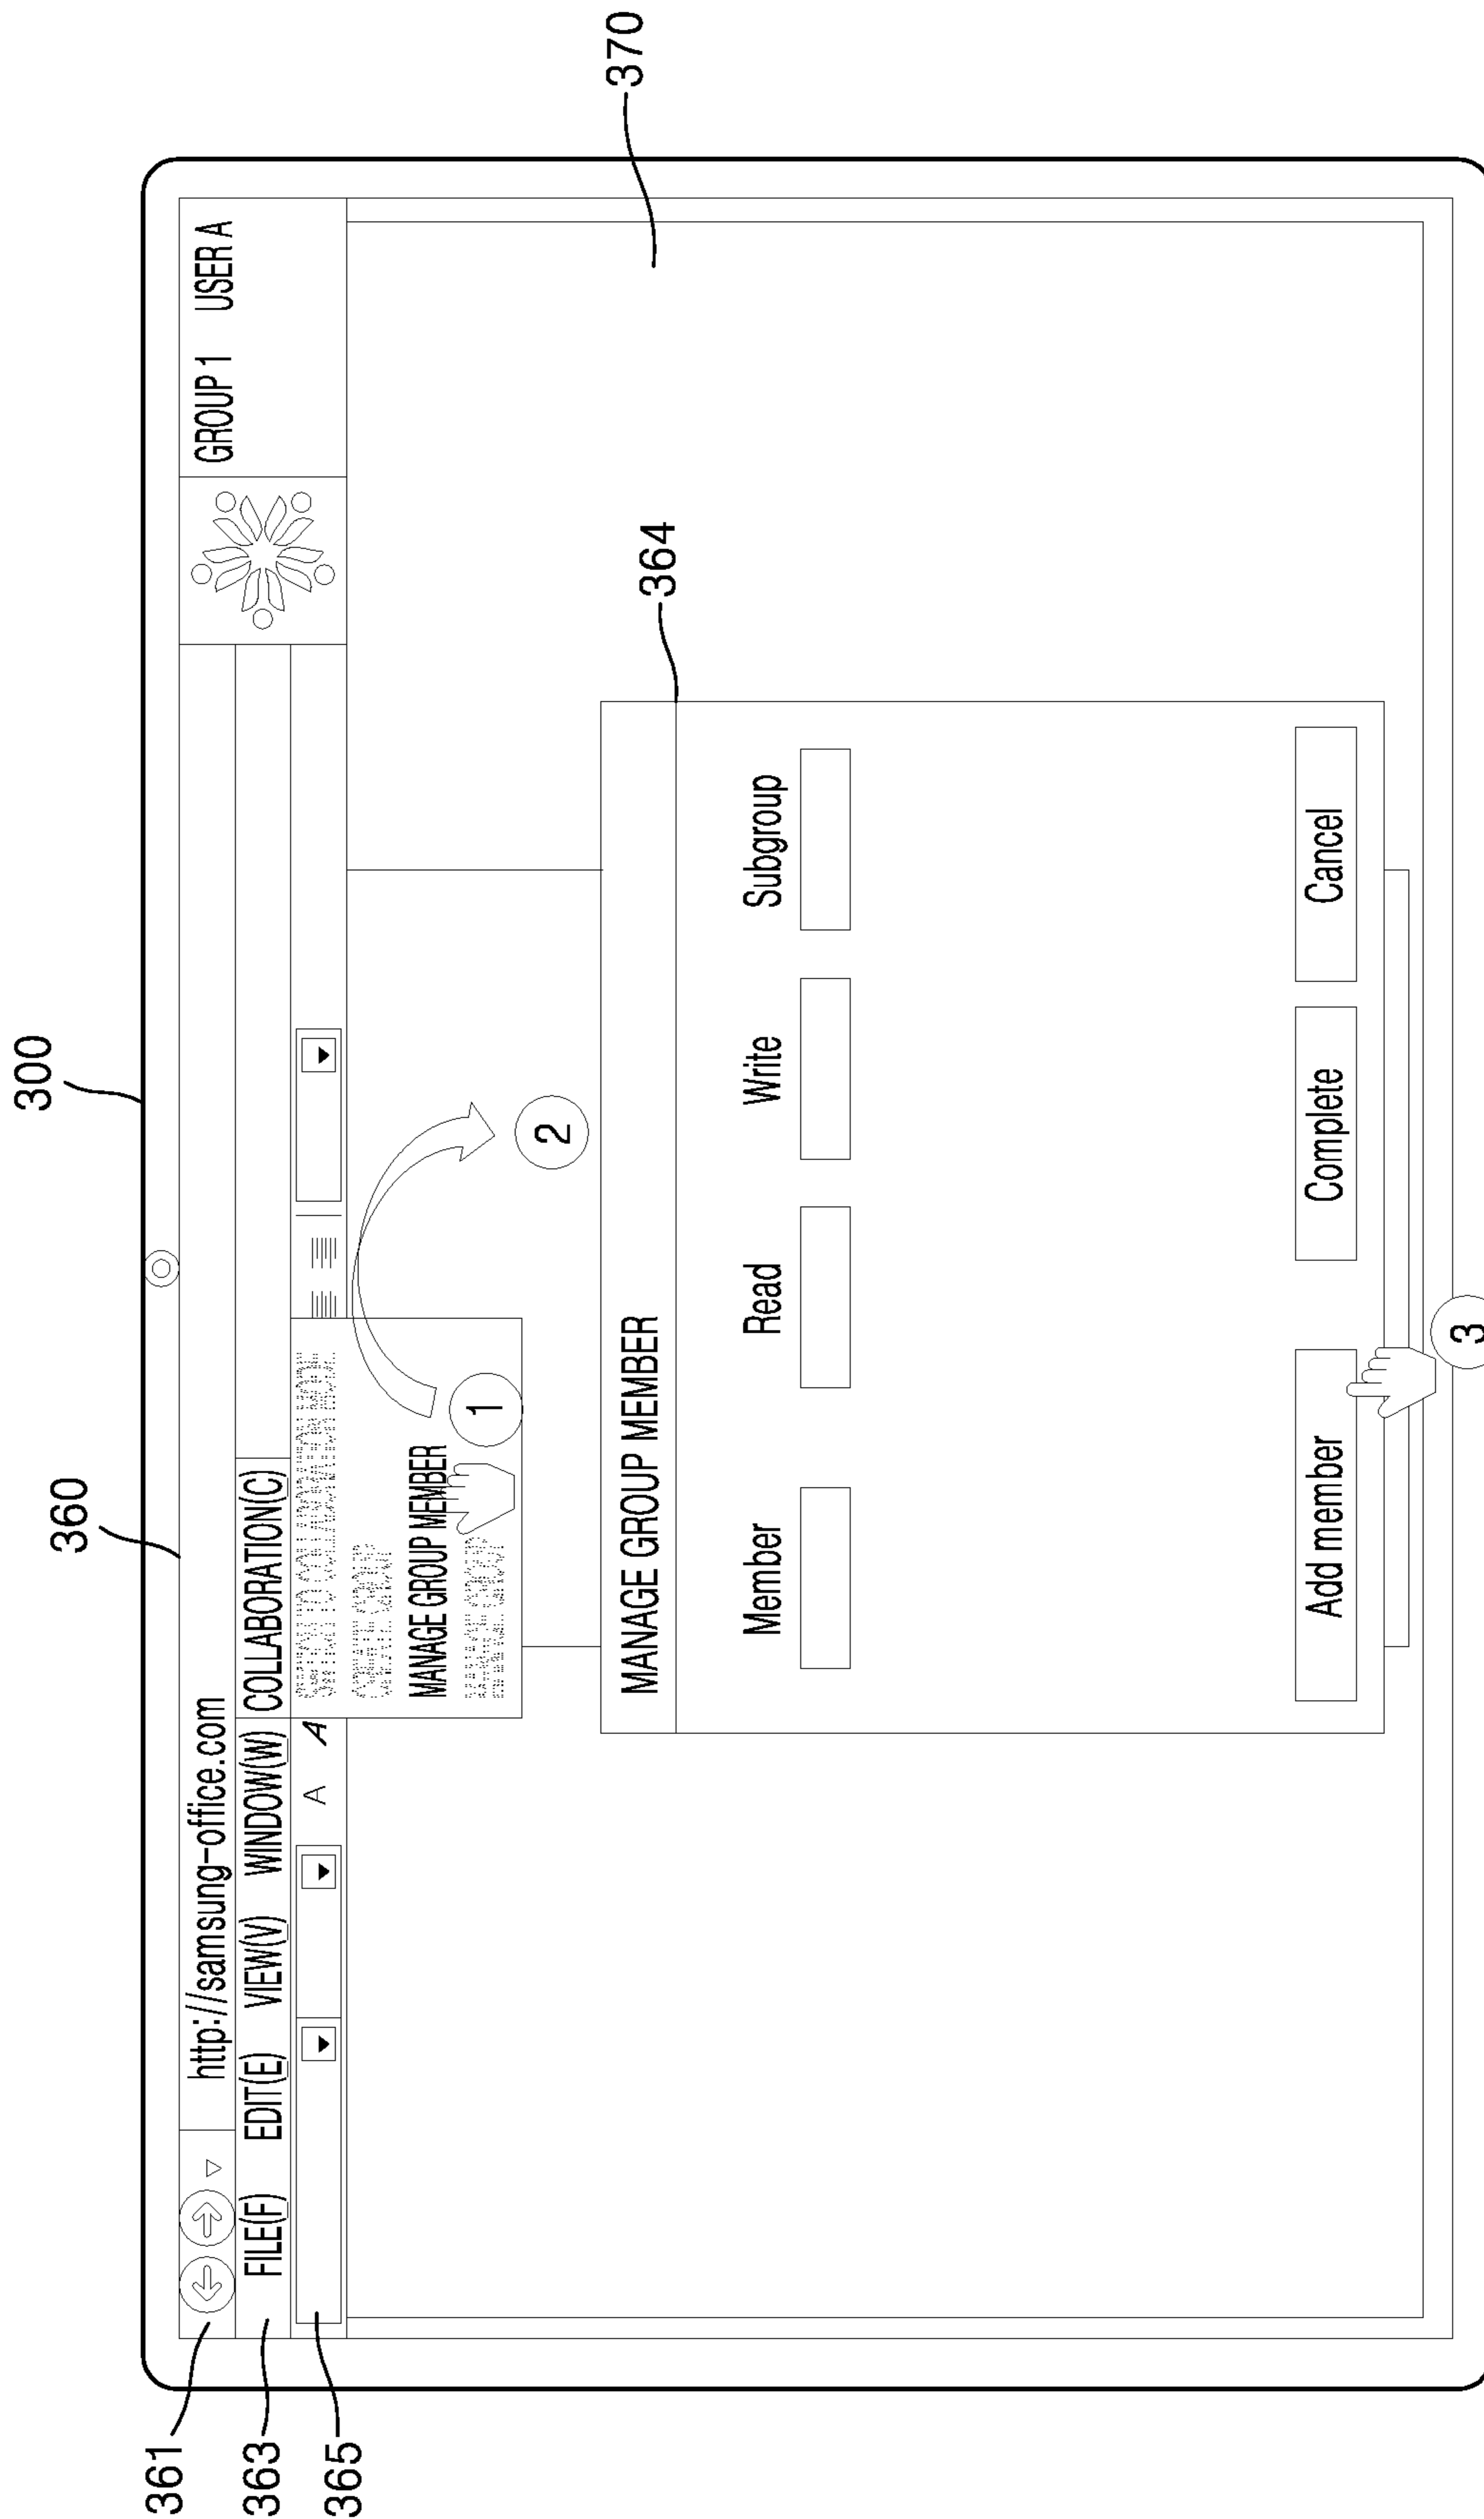 300
360
370
361
http://samsung-office.com
GROUP 1 USER A
363
FILE(F) EDIT(E) VIEW(V) WINDOW(W) COLLABORATION(C)
365
A A
MANAGE GROUP MEMBER
1
2
364
MANAGE GROUP MEMBER
Member Read Write Subgroup
Add member Complete Cancel
3